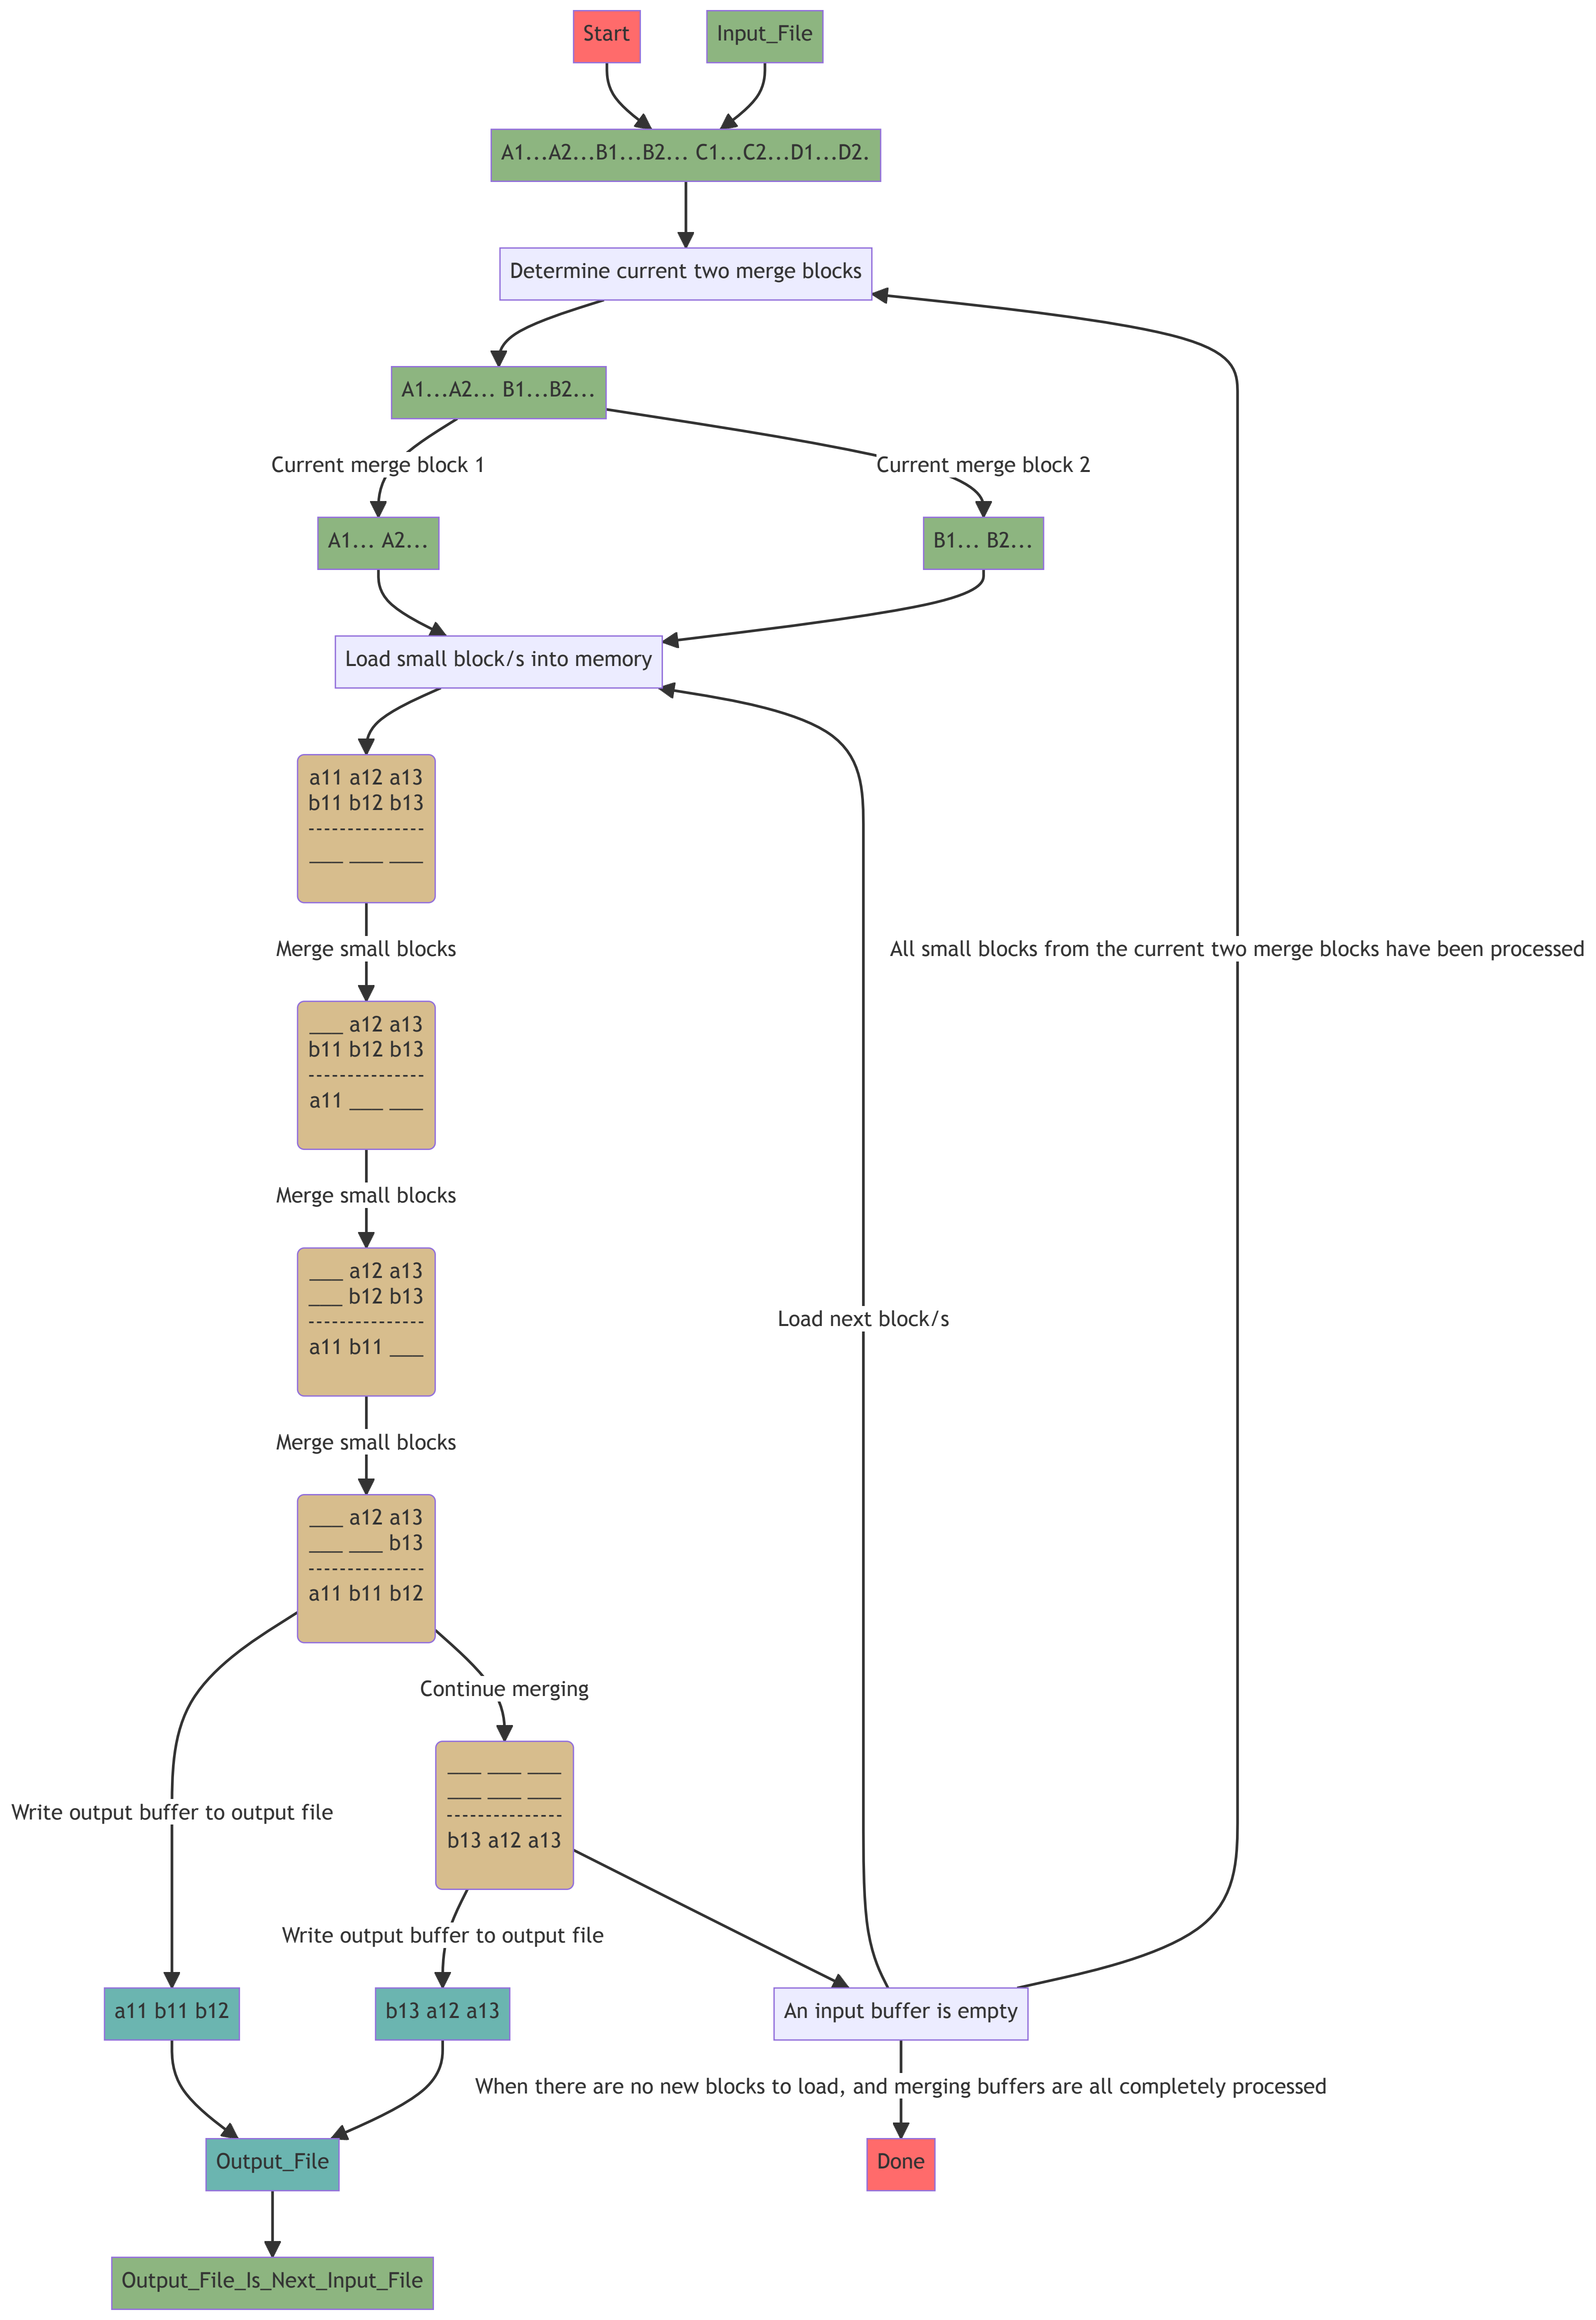 Start
Input_File
A1...A2...B1...B2... C1...C2...D1...D2.
Determine current two merge blocks
A1...A2... B1...B2...
Current merge block 1
Current merge block 2
A1... A2...
B1... B2...
Load small block/s into memory
a11 a12 a13
b11 b12 b13
-----------------
___ ___ ___
Merge small blocks
All small blocks from the current two merge blocks have been processed
___ a12 a13
b11 b12 b13
-----------------
a11 ___ ___
Merge small blocks
___ a12 a13
___ b12 b13
-----------------
a11 b11 ___
Load next block/s
Merge small blocks
___ a12 a13
___ ___ b13
-----------------
a11 b11 b12
Continue merging
___ ___ ___
___ ___ ___
-----------------
b13 a12 a13
Write output buffer to output file
Write output buffer to output file
a11 b11 b12
b13 a12 a13
An input buffer is empty
When there are no new blocks to load, and merging buffers are all completely processed
Output_File
Done
Output_File_Is_Next_Input_File